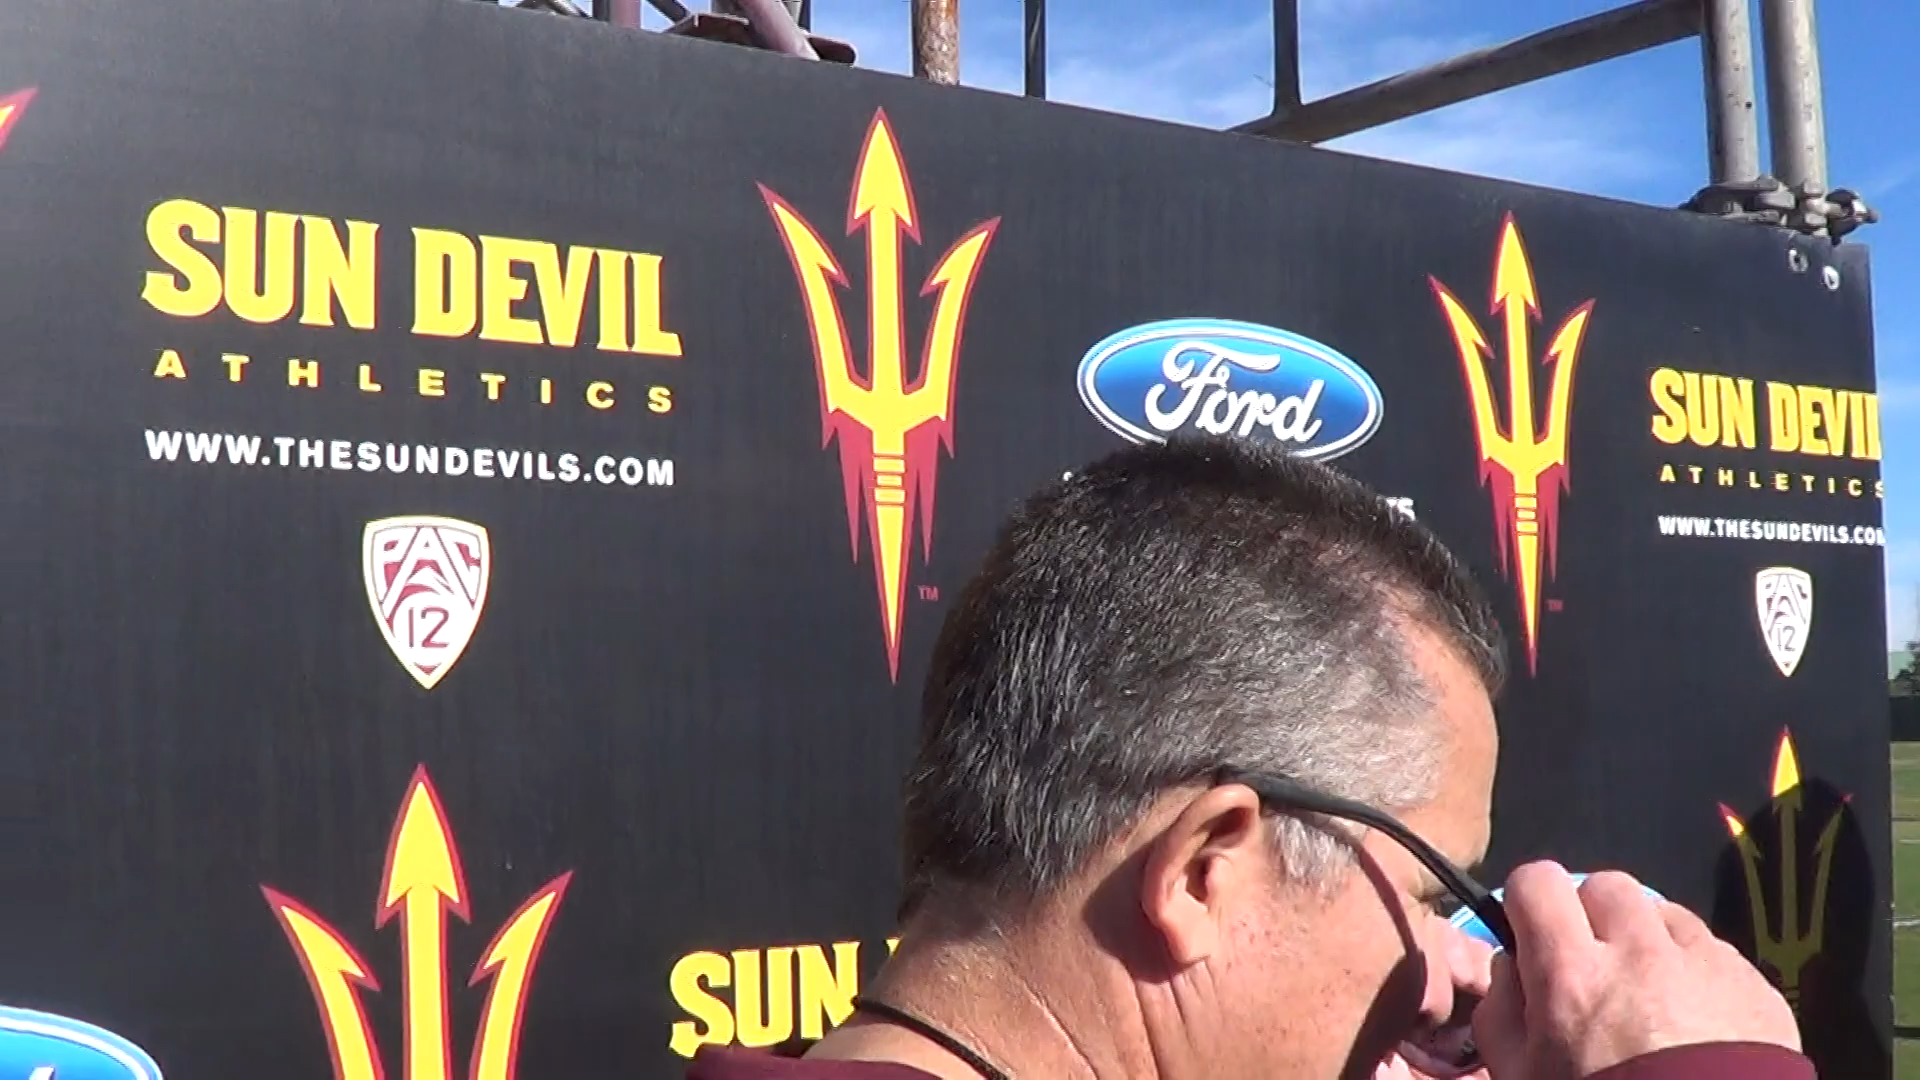 SUN DEVIL
ATHLETICS
WWW.THESUNDEVILS.COM
PAC
12
TM
Ford
SUN DEVIL
ATHLETICS
WWW.THESUNDEVILS.COM
PAC
12
TM
SUN